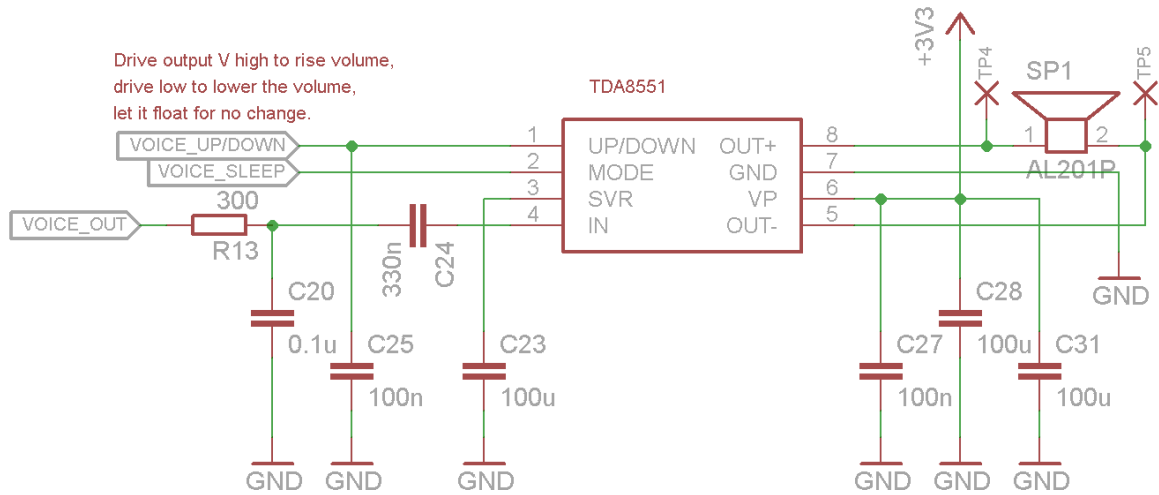 +3V3
TP4
SP1
TP5
Drive output V high to rise volume,
drive low to lower the volume,
let it float for no change.
TDA8551
VOICE_UP/DOWN
1
UP/DOWN
OUT+
8
1
2
VOICE_SLEEP
2
MODE
GND
7
AL201P
300
3
SVR
VP
6
VOICE_OUT
R13
330n
C24
4
IN
OUT-
5
GND
C20
0.1u
C25
100n
C23
100u
C27
100n
C28
100u
C31
100u
GND
GND
GND
GND
GND
GND